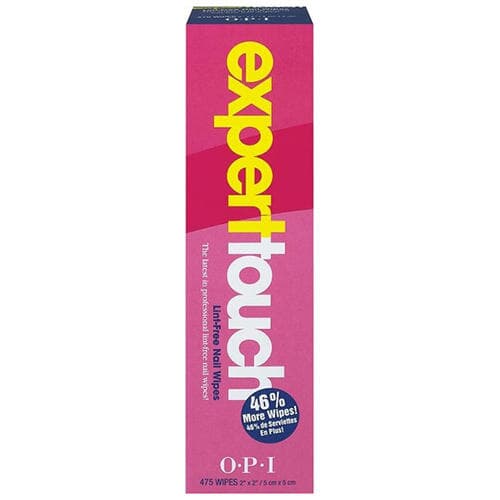 expert touch
Lint-Free Nail Wipes
The latest in professional lint-free nail wipes!
46%
More Wipes!
46% de Serviettes
En Plus!
O·P·I
475 WIPES 2" x 2" / 5 cm x 5 cm